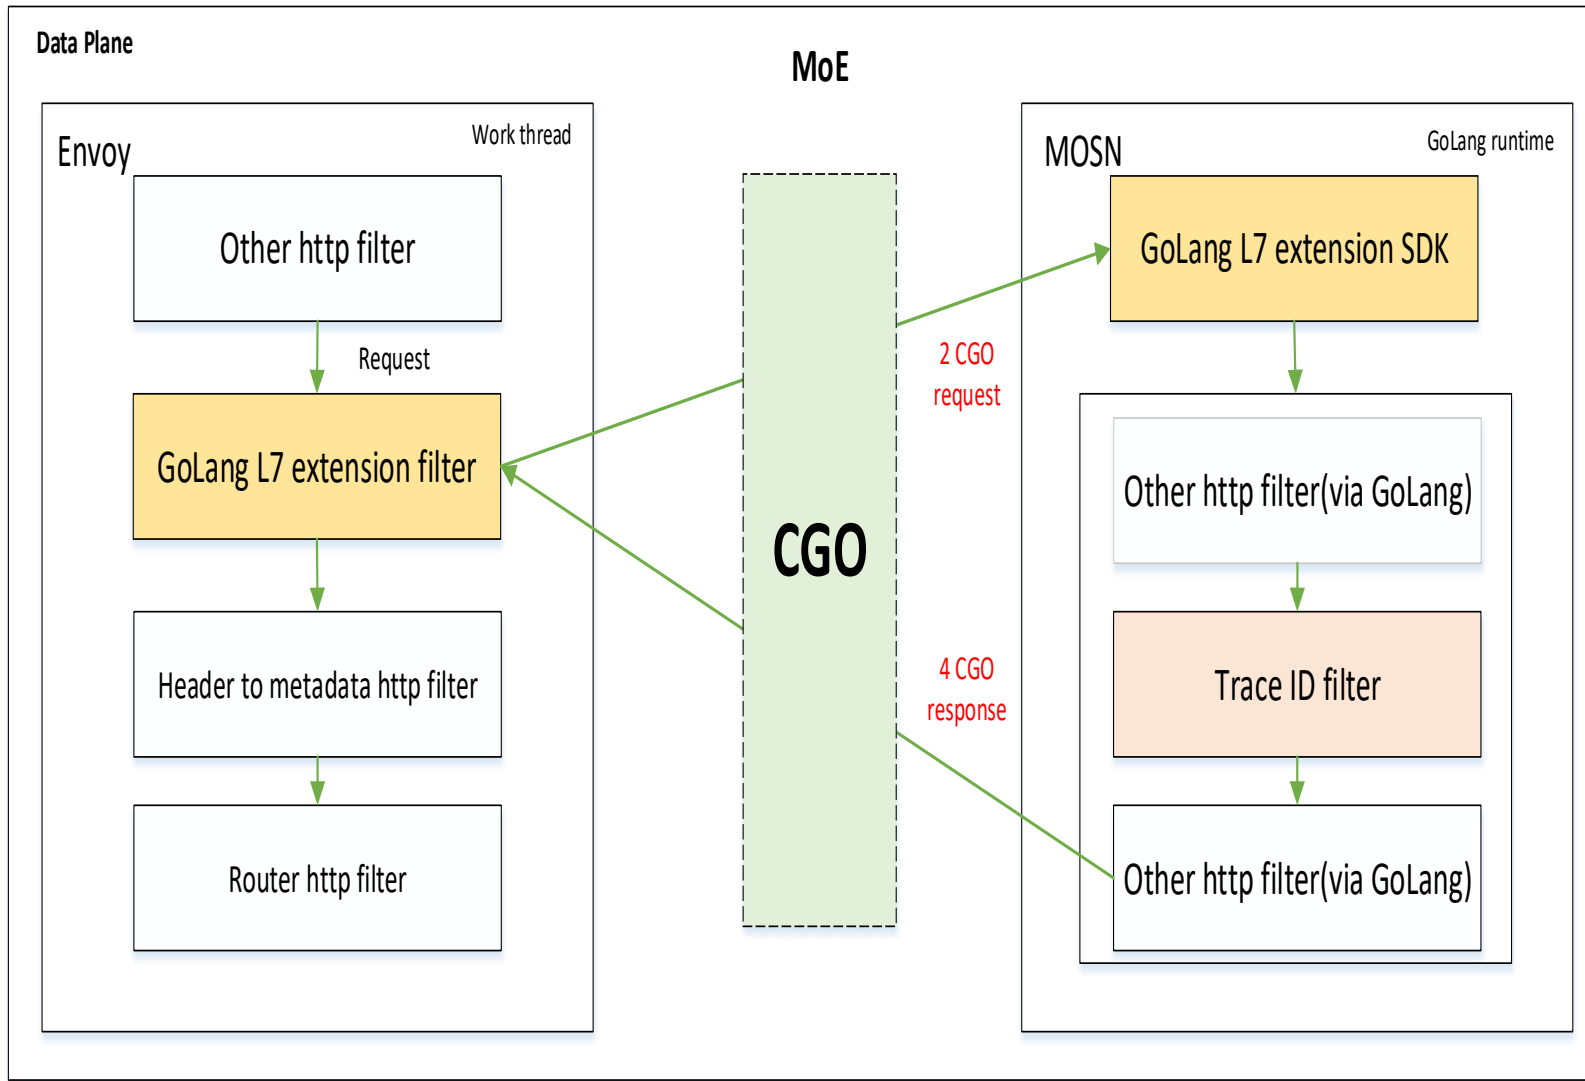 Data Plane
MoE
Envoy
Work thread
Other http filter
Request
GoLang L7 extension filter
Header to metadata http filter
Router http filter
CGO
2 CGO
request
4 CGO
response
MOSN
GoLang runtime
GoLang L7 extension SDK
Other http filter(via GoLang)
Trace ID filter
Other http filter(via GoLang)